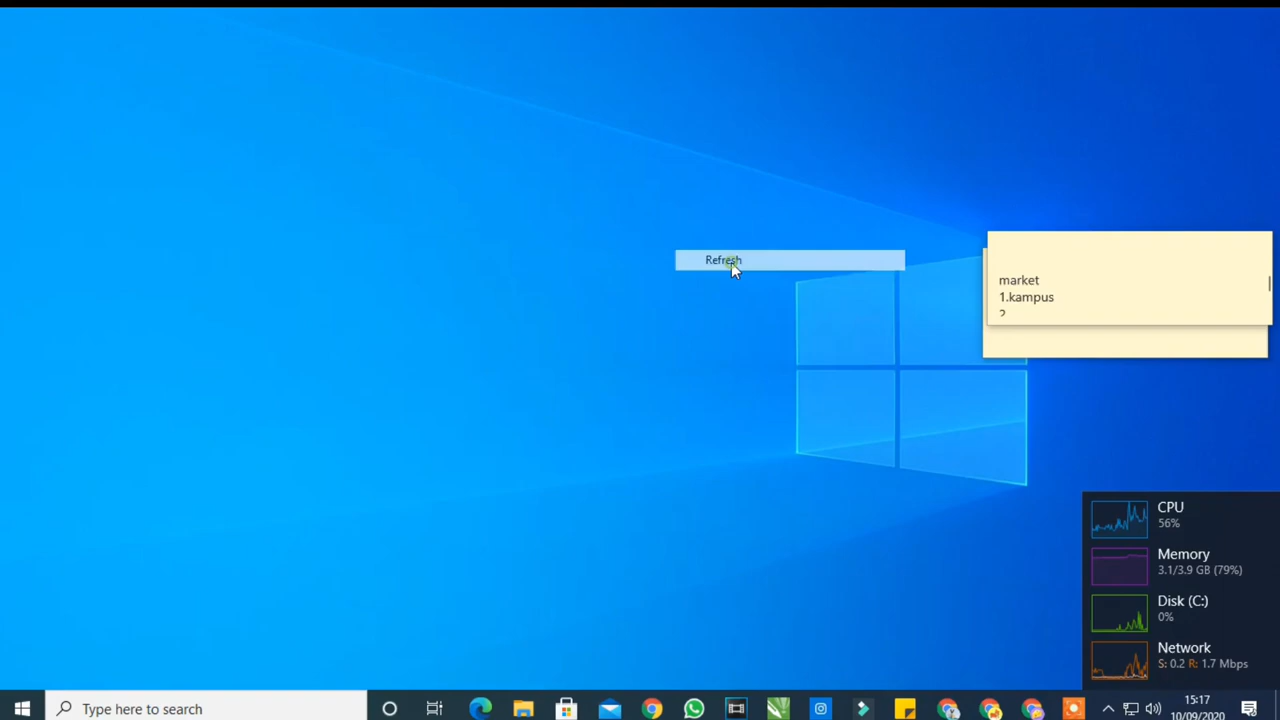 Refresh
market
1.kampus
2
CPU
56%
Memory
3.1/3.9 GB (79%)
Disk (C:)
0%
Network
S: 0.2 R: 1.7 Mbps
Type here to search
15:17
10/09/2020